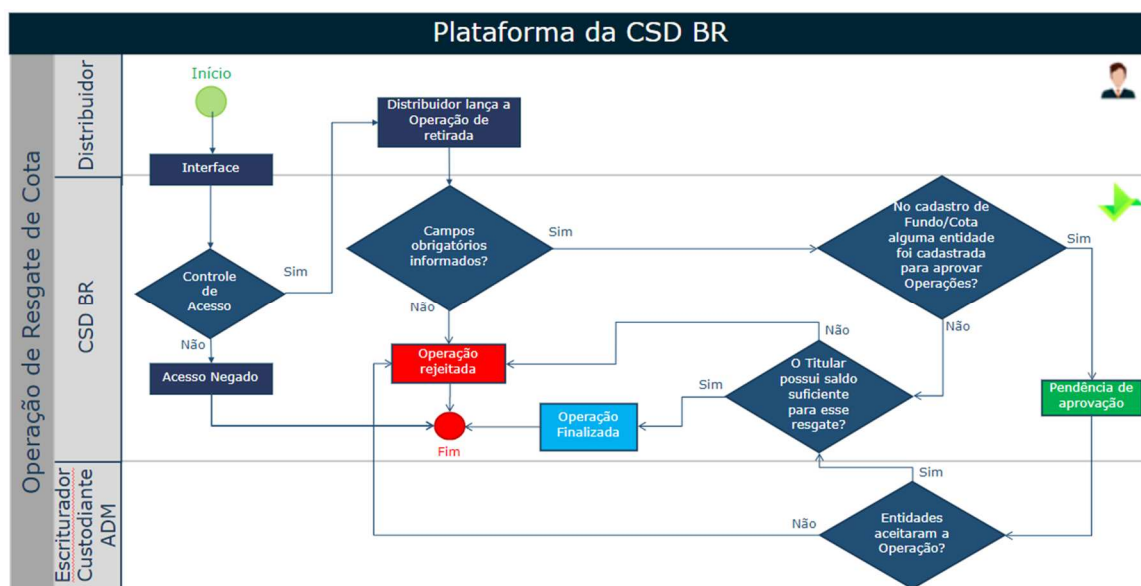 Plataforma da CSD BR
Operação de Resgate de Cota
Distribuidor
Início
Interface
Distribuidor lança a
Operação de
retirada
CSD BR
Controle
de
Acesso
Sim
Não
Acesso Negado
Campos
obrigatórios
informados?
Sim
Não
Operação
rejeitada
Fim
No cadastro de
Fundo/Cota
alguma entidade
foi cadastrada
para aprovar
Operações?
Sim
Não
Pendência de
aprovação
O Titular
possui saldo
suficiente
para esse
resgate?
Não
Sim
Operação
Finalizada
Escriturador
Custodiante
ADM
Entidades
aceitaram a
Operação?
Sim
Não